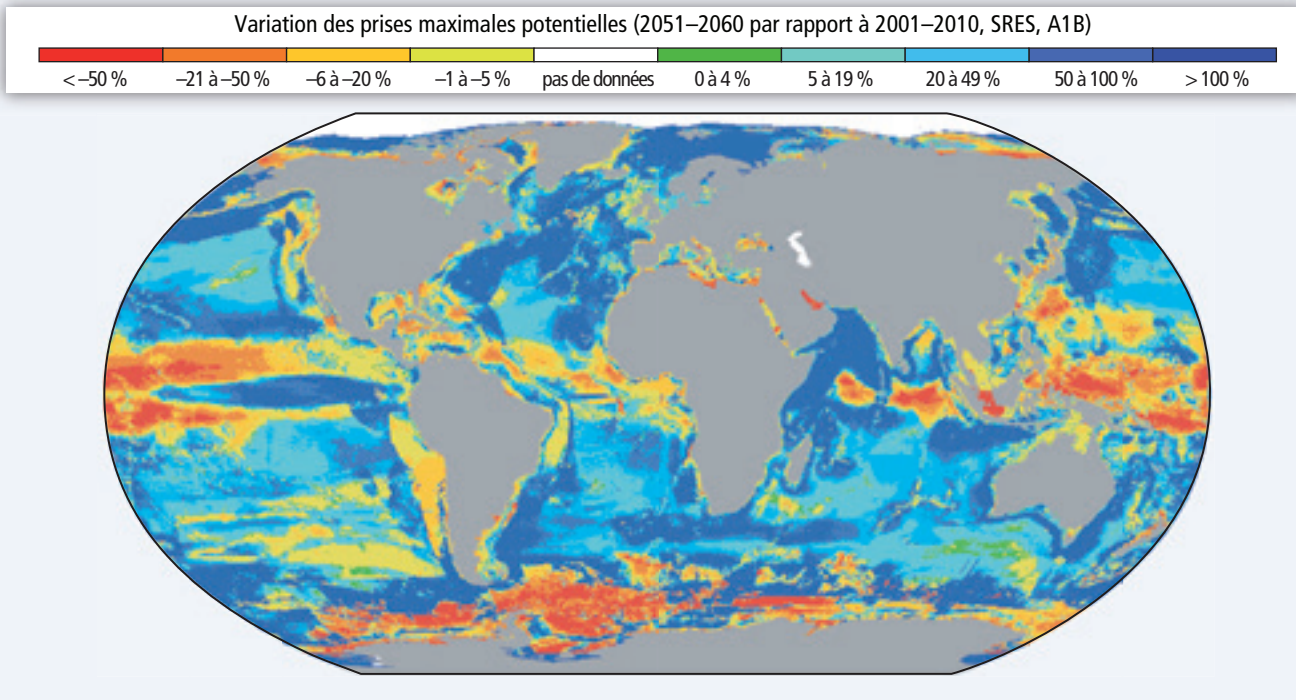 Variation des prises maximales potentielles (2051–2060 par rapport à 2001–2010, SRES, A1B)
< –50 % –21 à –50 % –6 à –20 % –1 à –5 % pas de données 0 à 4 % 5 à 19 % 20 à 49 % 50 à 100 % > 100 %